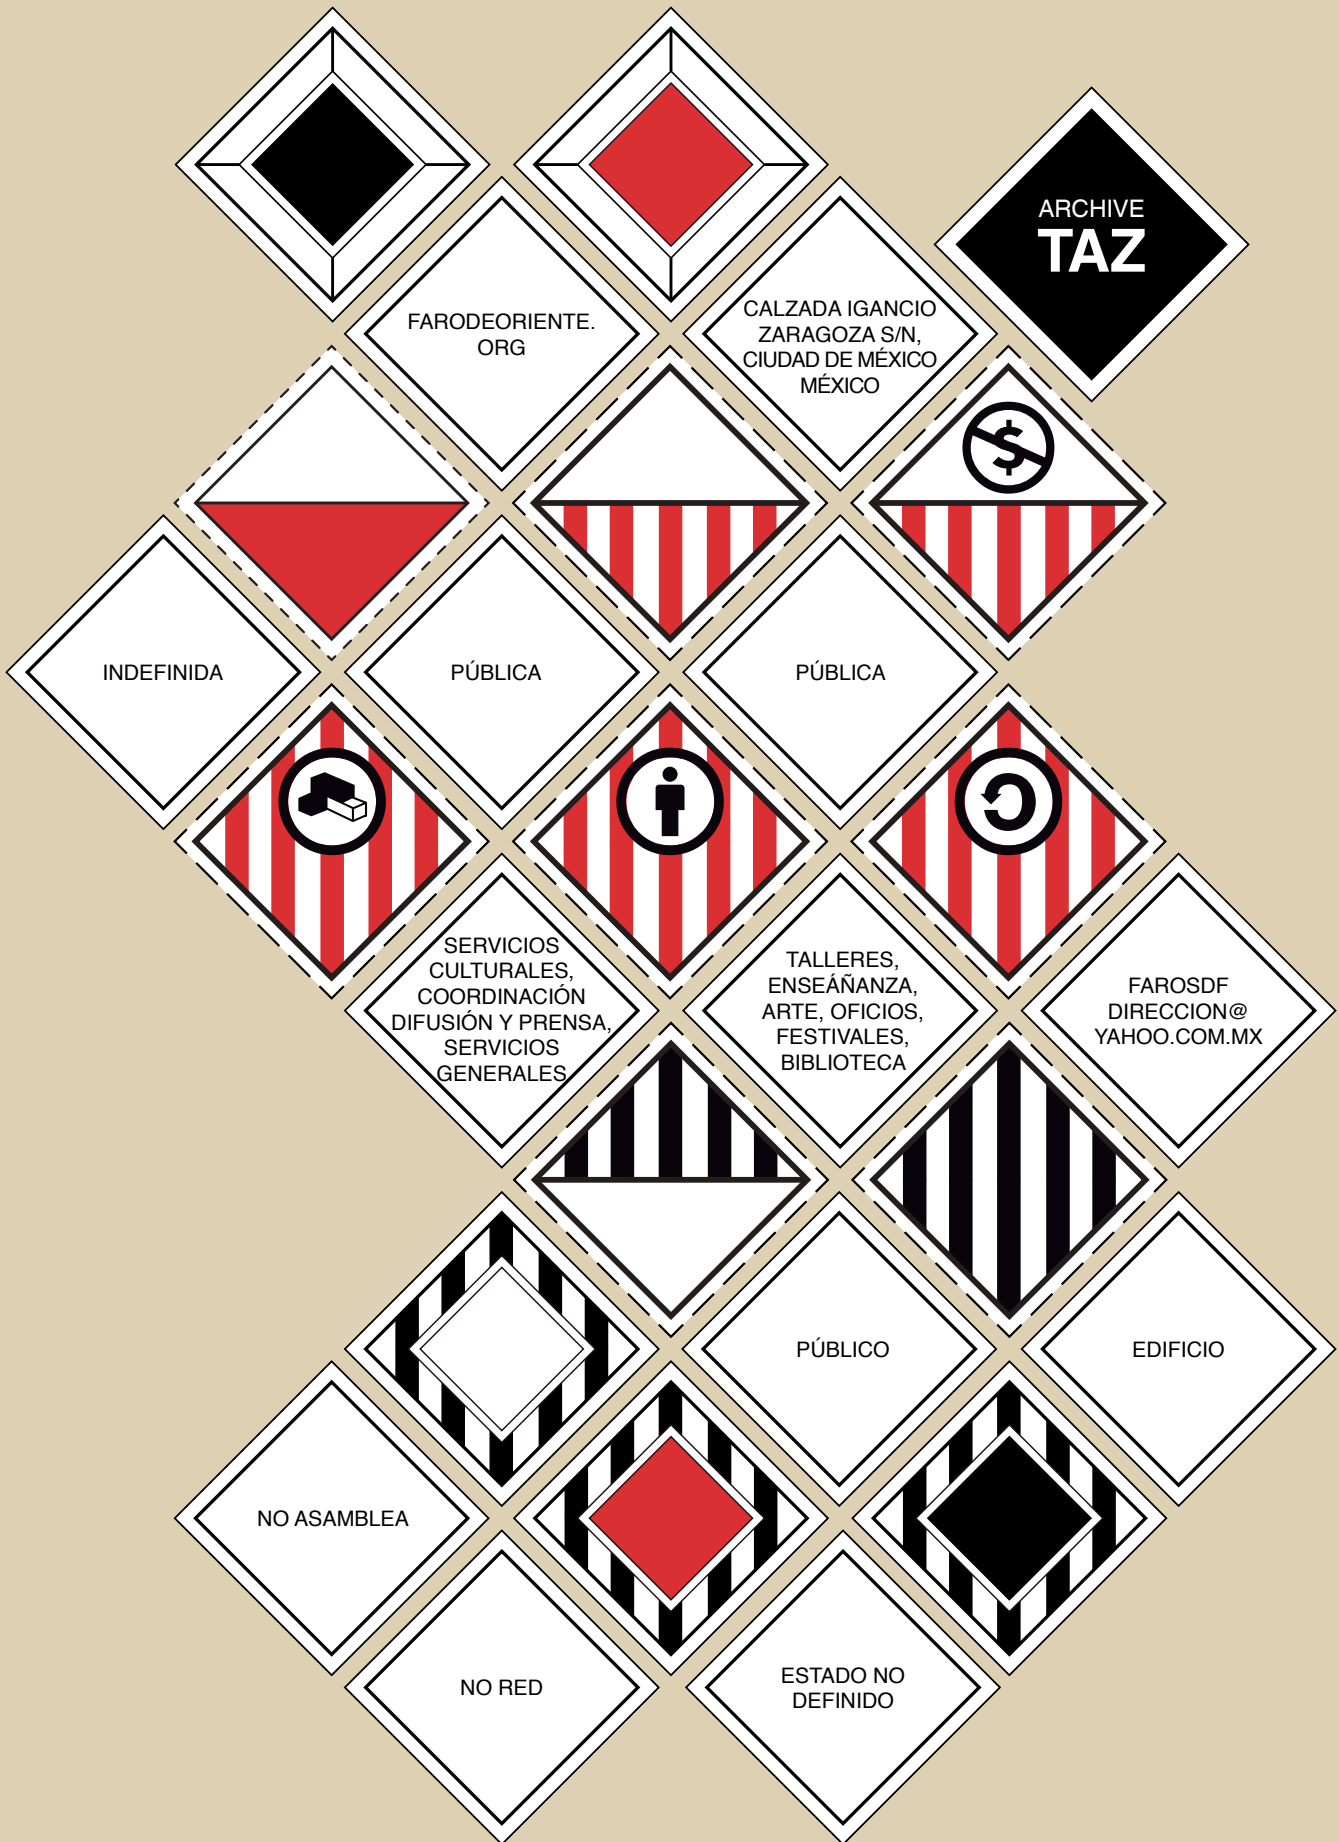 ARCHIVE
TAZ
FARODEORIENTE.
ORG
CALZADA IGANCIO
ZARAGOZA S/N,
CIUDAD DE MÉXICO
MÉXICO
$
INDEFINIDA
PÚBLICA
PÚBLICA
SERVICIOS
CULTURALES,
COORDINACIÓN
DIFUSIÓN Y PRENSA,
SERVICIOS
GENERALES
TALLERES,
ENSEÁÑANZA,
ARTE, OFICIOS,
FESTIVALES,
BIBLIOTECA
FAROSDF
DIRECCION@
YAHOO.COM.MX
PÚBLICO
EDIFICIO
NO ASAMBLEA
NO RED
ESTADO NO
DEFINIDO